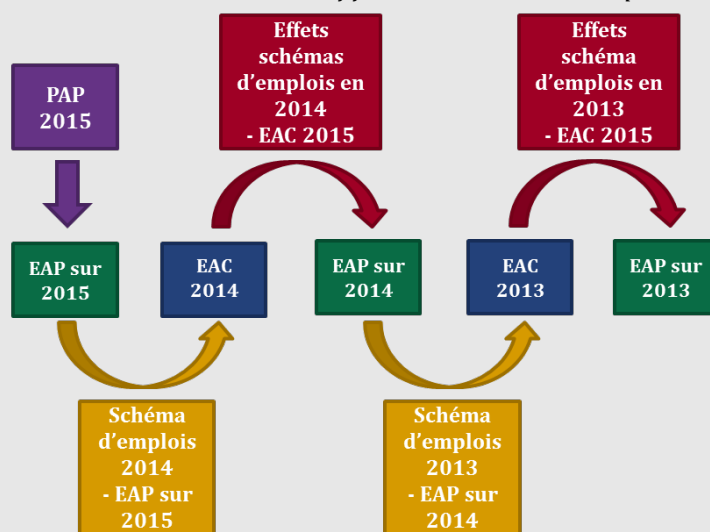 Effets
schémas
d'emplois en
2014
- EAC 2015
Effets
schéma
d'emplois en
2013
- EAC 2015
PAP
2015
EAP sur
2015
EAC
2014
EAP sur
2014
EAC
2013
EAP sur
2013
Schéma
d'emplois
2014
- EAP sur
2015
Schéma
d'emplois
2013
- EAP sur
2014